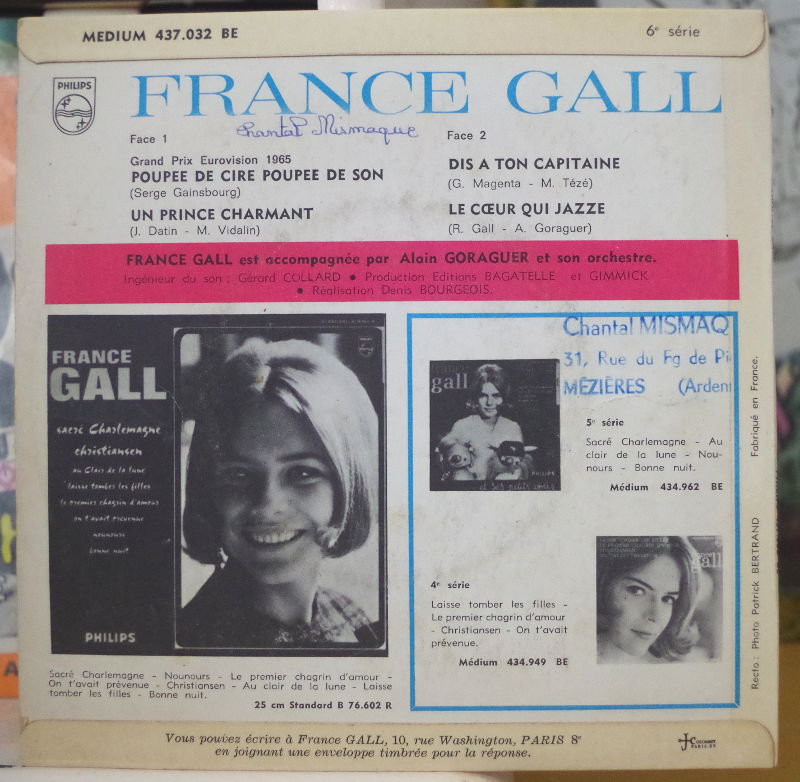 MEDIUM 437.032 BE
6e série
PHILIPS
FRANCE GALL
Chantal Mismaque
Face 1
Grand Prix Eurovision 1965
POUPEE DE CIRE POUPEE DE SON
(Serge Gainsbourg)
UN PRINCE CHARMANT
(J. Datin - M. Vidalin)
Face 2
DIS A TON CAPITAINE
(G. Magenta - M. Tézé)
LE CŒUR QUI JAZZE
(R. Gall - A. Goraguer)
FRANCE GALL est accompagnée par Alain GORAGUER et son orchestre.
Ingénieur du son : Gérard COLLARD ● Production Editions BAGATELLE et GIMMICK
● Réalisation Denis BOURGEOIS.
FRANCE
GALL
sacré Charlemagne
christiansen
au clair de la lune
laisse tomber les filles
le premier chagrin d'amour
on t'avait prévenue
nounours
bonne nuit
PHILIPS
Sacré Charlemagne - Nounours - Le premier chagrin d'amour -
On t'avait prévenue - Christiansen - Au clair de la lune - Laisse
tomber les filles - Bonne nuit.
25 cm Standard B 76.602 R
Chantal MISMAQ
31, Rue du Fg de Pi
MÉZIÈRES (Ardenn
france
gall
PHILIPS
et ses petits amis
5e série
Sacré Charlemagne - Au
clair de la lune - Nou-
nours - Bonne nuit.
Médium 434.962 BE
gall
4e série
Laisse tomber les filles -
Le premier chagrin d'amour
- Christiansen - On t'avait
prévenue.
Médium 434.949 BE
Recto : Photo Patrick BERTRAND
Fabriqué en France.
Vous pouvez écrire à France GALL, 10, rue Washington, PARIS 8e
en joignant une enveloppe timbrée pour la réponse.